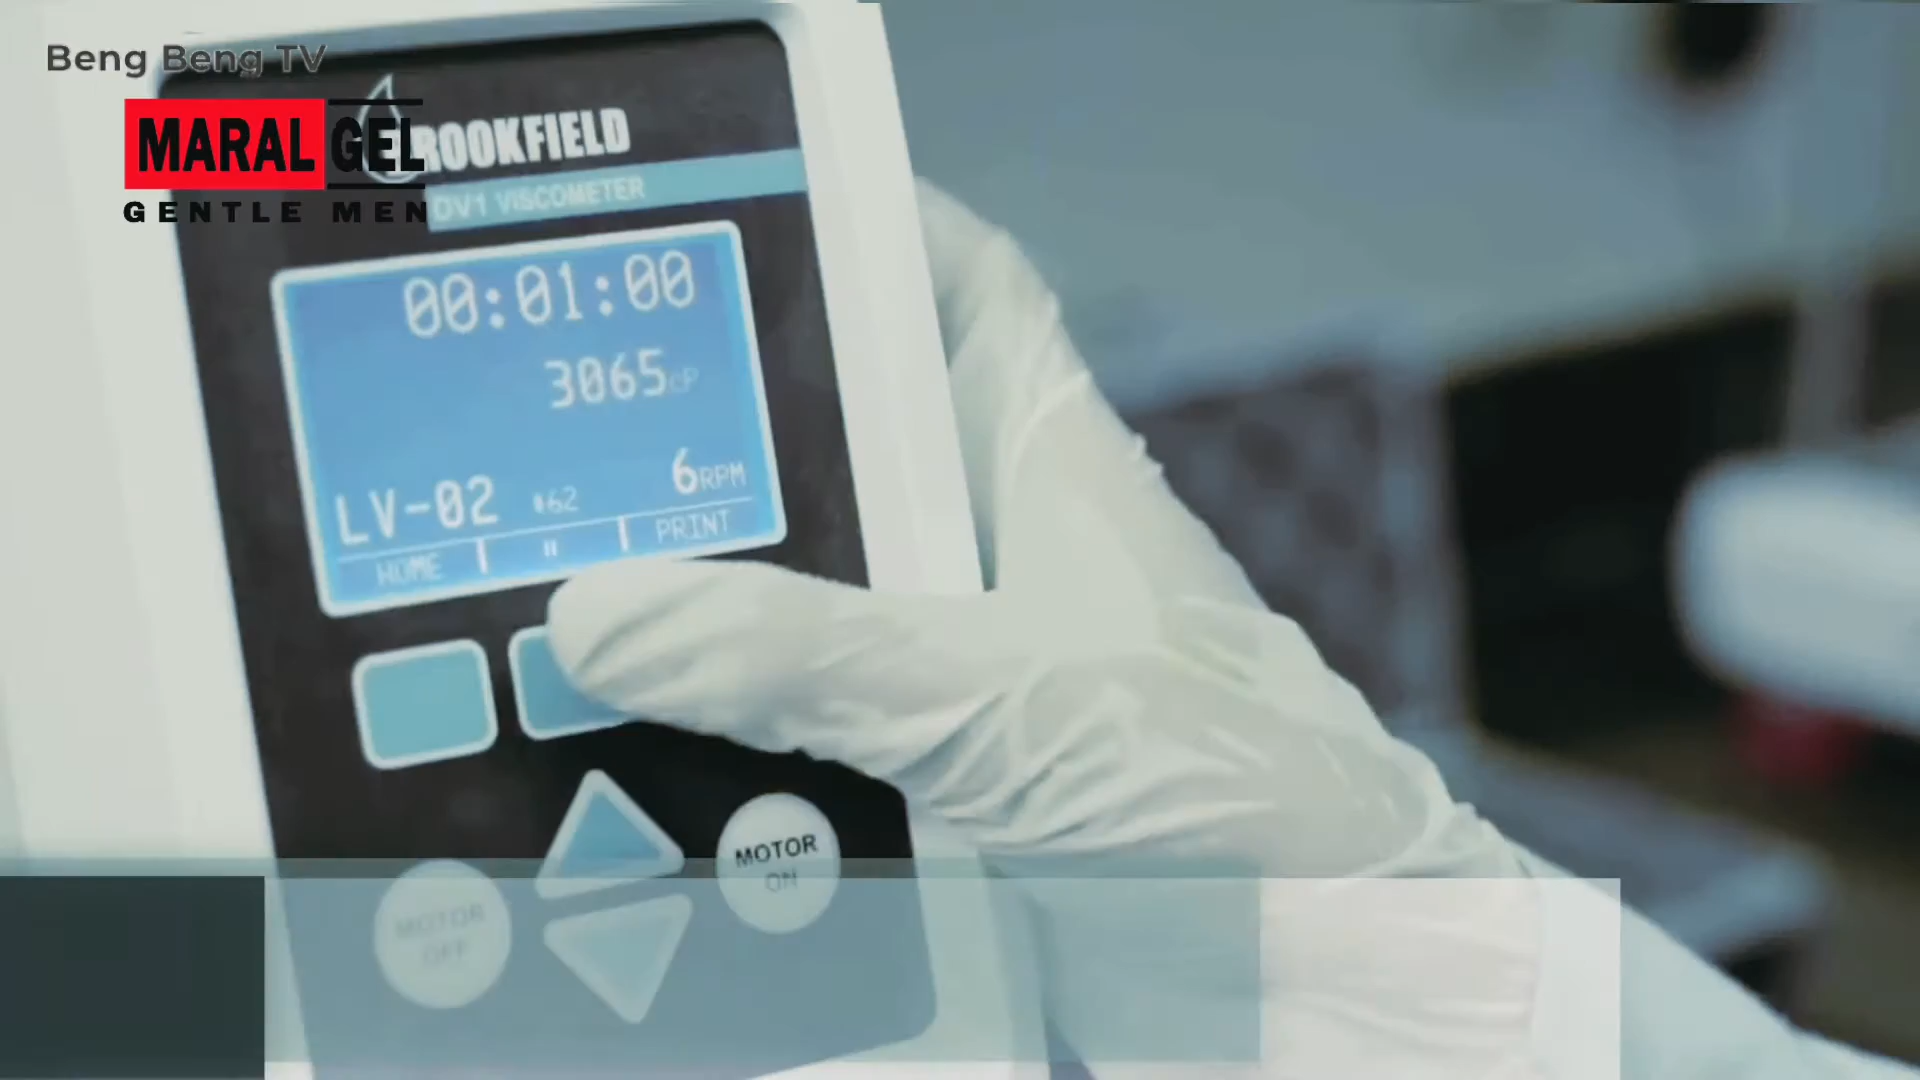 Beng Beng TV
MARAL GEL
GENTLE MEN
ROOKFIELD
DV1 VISCOMETER
00:01:00
3065cP
6RPM
LV-02 #62
HOME II PRINT
MOTOR ON
MOTOR OFF